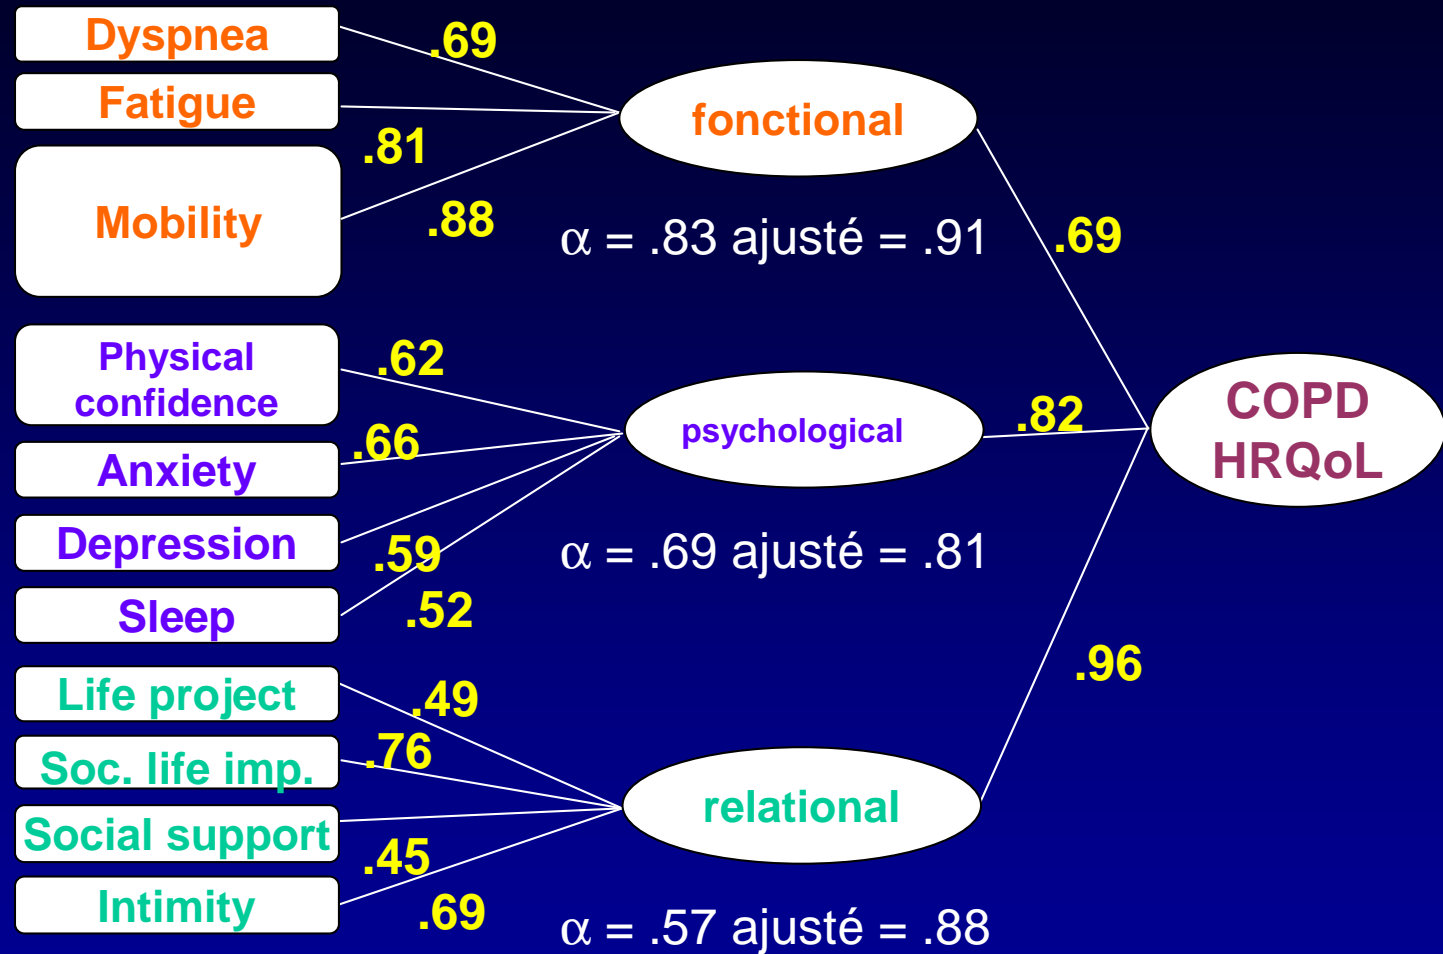 Dyspnea
.69
Fatigue
.81
Mobility
.88
fonctional
α = .83 ajusté = .91
.69
Physical
confidence
.62
Anxiety
.66
Depression
.59
Sleep
.52
psychological
α = .69 ajusté = .81
.82
COPD
HRQoL
Life project
.49
Soc. life imp.
.76
Social support
.45
Intimity
.69
relational
α = .57 ajusté = .88
.96